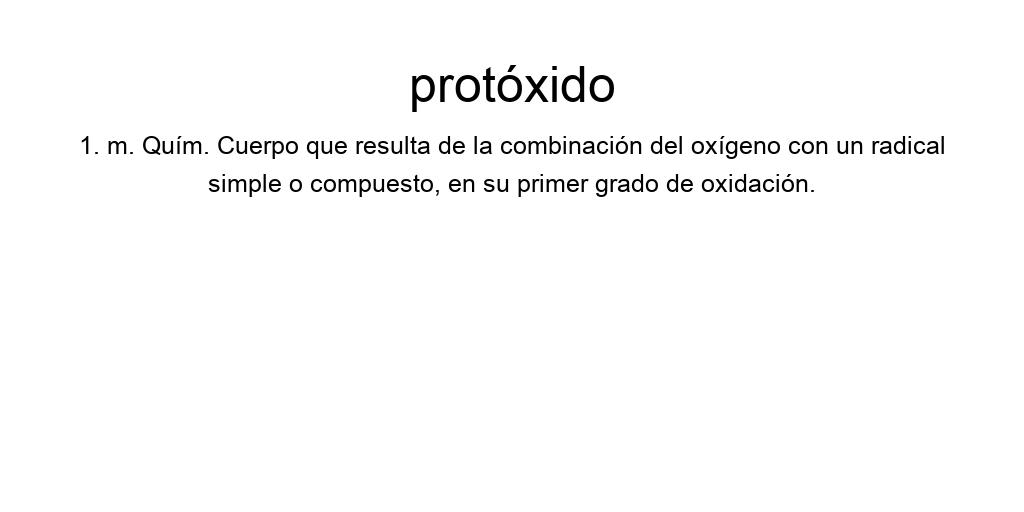 protóxido
1. m. Quím. Cuerpo que resulta de la combinación del oxígeno con un radical
simple o compuesto, en su primer grado de oxidación.